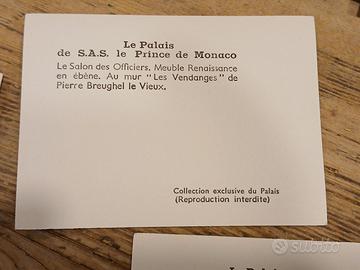 Le Palais
de S.A.S. le Prince de Monaco
Le Salon des Officiers. Meuble Renaissance
en ébène. Au mur "Les Vendanges" de
Pierre Breughel le Vieux.
Collection exclusive du Palais
(Reproduction interdite)
subito